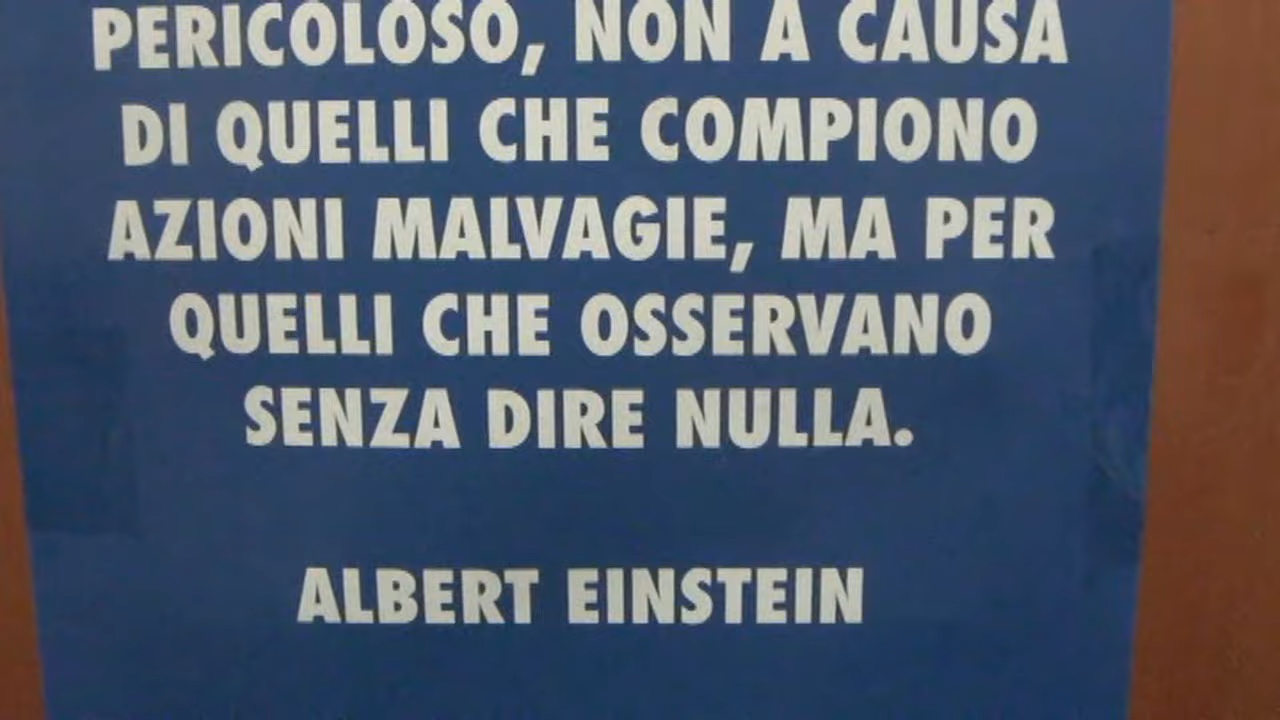 PERICOLOSO, NON A CAUSA
DI QUELLI CHE COMPIONO
AZIONI MALVAGIE, MA PER
QUELLI CHE OSSERVANO
SENZA DIRE NULLA.
ALBERT EINSTEIN